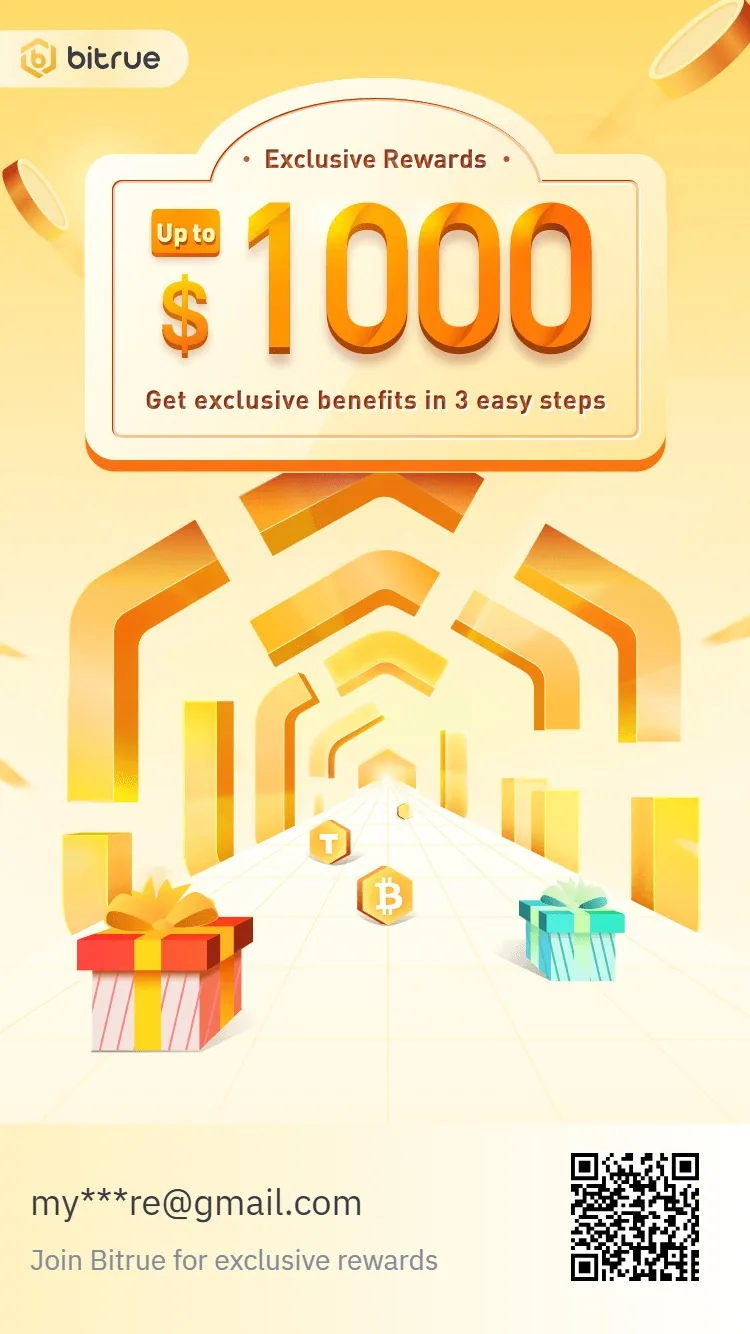 bitrue
• Exclusive Rewards •
Up to
$ 1000
Get exclusive benefits in 3 easy steps
T
₿
my***re@gmail.com
Join Bitrue for exclusive rewards